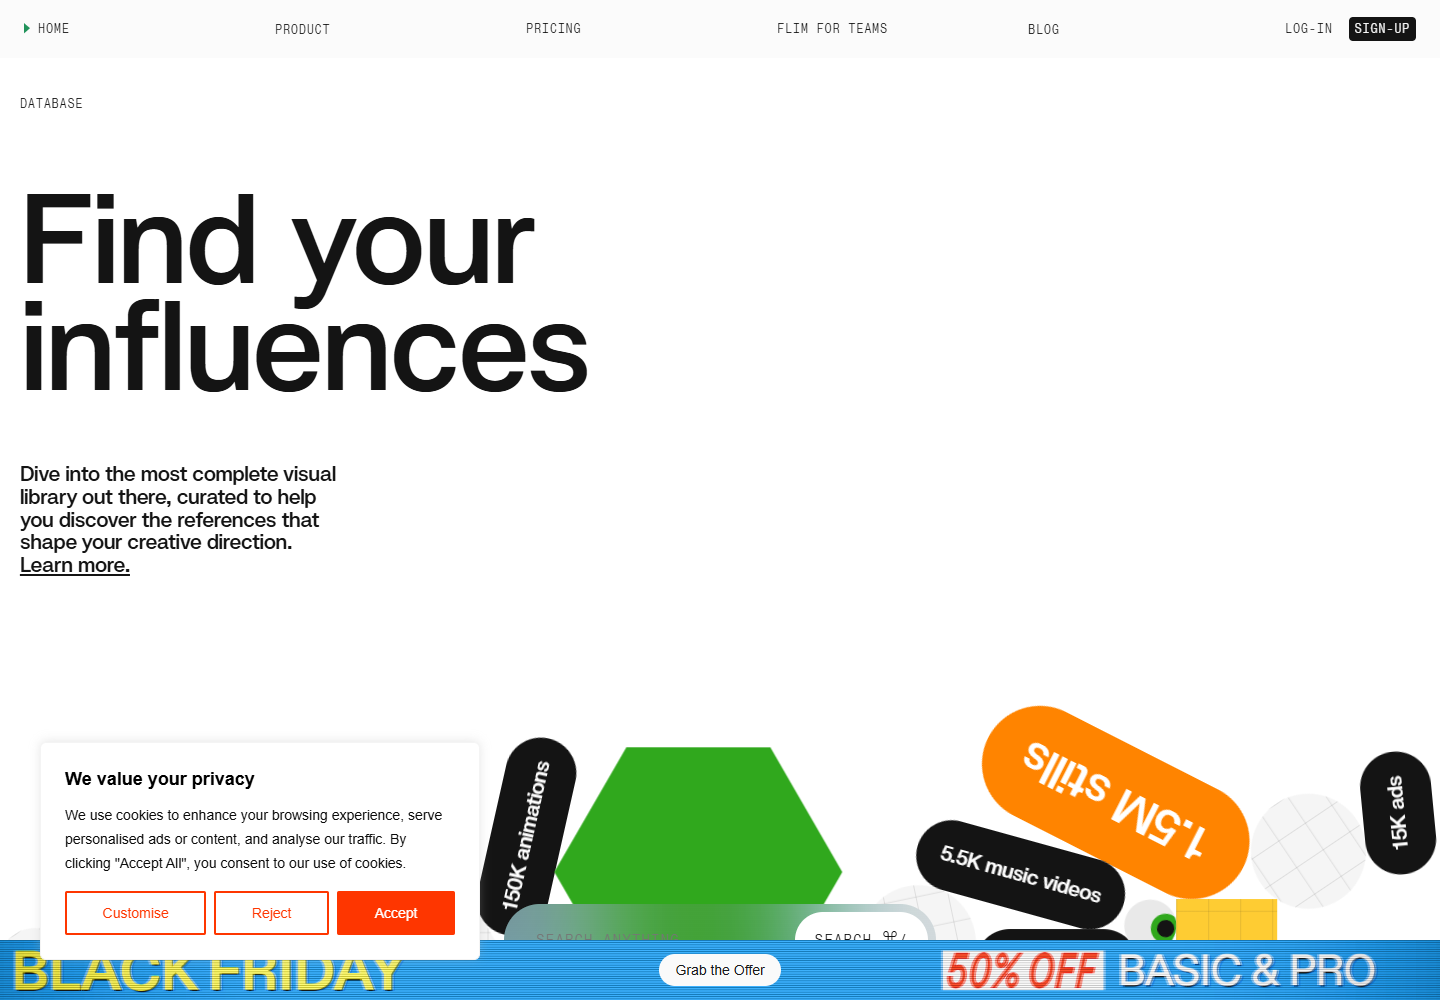 HOME
PRODUCT
PRICING
FLIM FOR TEAMS
BLOG
LOG-IN
SIGN-UP
DATABASE
Find your
influences
Dive into the most complete visual
library out there, curated to help
you discover the references that
shape your creative direction.
Learn more.
150K animations
1.5M stills
5.5K music videos
15K ads
We value your privacy
We use cookies to enhance your browsing experience, serve
personalised ads or content, and analyse our traffic. By
clicking "Accept All", you consent to our use of cookies.
Customise
Reject
Accept
SEARCH ANYTHING
SEARCH ⌘/
BLACK FRIDAY
Grab the Offer
50% OFF BASIC & PRO